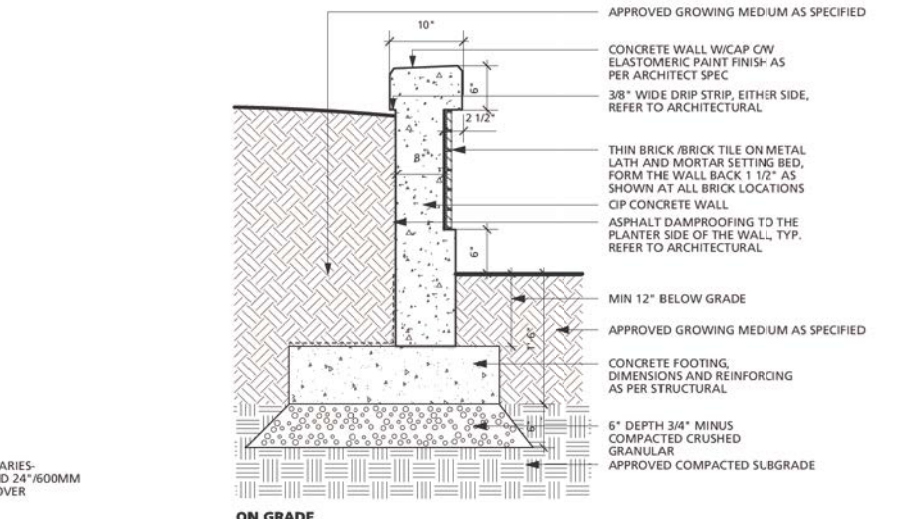 APPROVED GROWING MEDIUM AS SPECIFIED
10"
CONCRETE WALL W/CAP C/W
ELASTOMERIC PAINT FINISH AS
PER ARCHITECT SPEC
6"
3/8" WIDE DRIP STRIP, EITHER SIDE,
REFER TO ARCHITECTURAL
2 1/2"
8"
THIN BRICK /BRICK TILE ON METAL
LATH AND MORTAR SETTING BED,
FORM THE WALL BACK 1 1/2" AS
SHOWN AT ALL BRICK LOCATIONS
CIP CONCRETE WALL
ASPHALT DAMPROOFING TO THE
PLANTER SIDE OF THE WALL, TYP.
REFER TO ARCHITECTURAL
6"
MIN 12" BELOW GRADE
APPROVED GROWING MEDIUM AS SPECIFIED
1'-6"
CONCRETE FOOTING,
DIMENSIONS AND REINFORCING
AS PER STRUCTURAL
6"
6" DEPTH 3/4" MINUS
COMPACTED CRUSHED
GRANULAR
APPROVED COMPACTED SUBGRADE
ARIES-
D 24"/600MM
OVER
ON GRADE